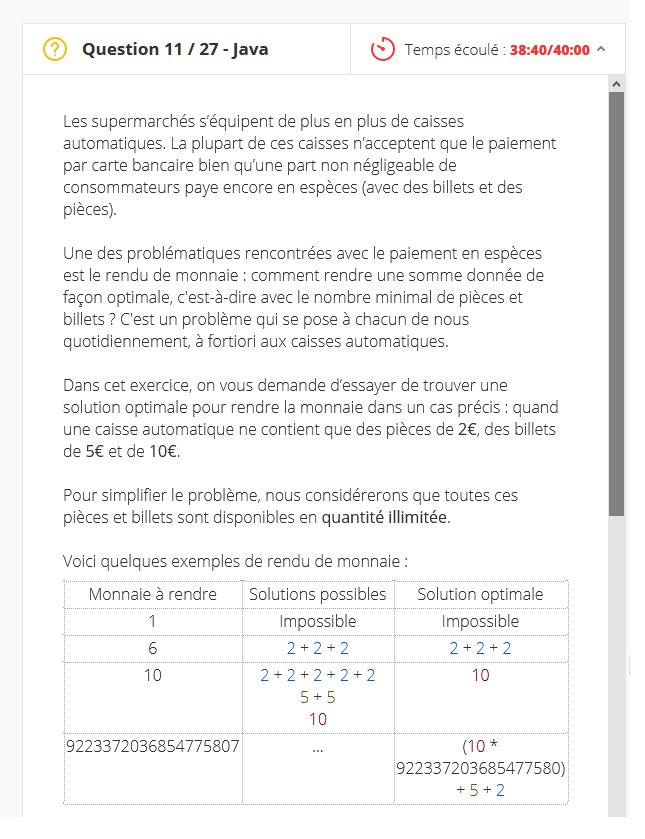 Question 11 / 27 - Java
Temps écoulé : 38:40/40:00
Les supermarchés s’équipent de plus en plus de caisses
automatiques. La plupart de ces caisses n’acceptent que le paiement
par carte bancaire bien qu’une part non négligeable de
consommateurs paye encore en espèces (avec des billets et des
pièces).
Une des problématiques rencontrées avec le paiement en espèces
est le rendu de monnaie : comment rendre une somme donnée de
façon optimale, c'est-à-dire avec le nombre minimal de pièces et
billets ? C'est un problème qui se pose à chacun de nous
quotidiennement, à fortiori aux caisses automatiques.
Dans cet exercice, on vous demande d’essayer de trouver une
solution optimale pour rendre la monnaie dans un cas précis : quand
une caisse automatique ne contient que des pièces de 2€, des billets
de 5€ et de 10€.
Pour simplifier le problème, nous considérerons que toutes ces
pièces et billets sont disponibles en quantité illimitée.
Voici quelques exemples de rendu de monnaie :
Monnaie à rendre Solutions possibles Solution optimale
1 Impossible Impossible
6 2 + 2 + 2 2 + 2 + 2
10 2 + 2 + 2 + 2 + 2 10
5 + 5
10
9223372036854775807 ... (10 *
922337203685477580)
+ 5 + 2